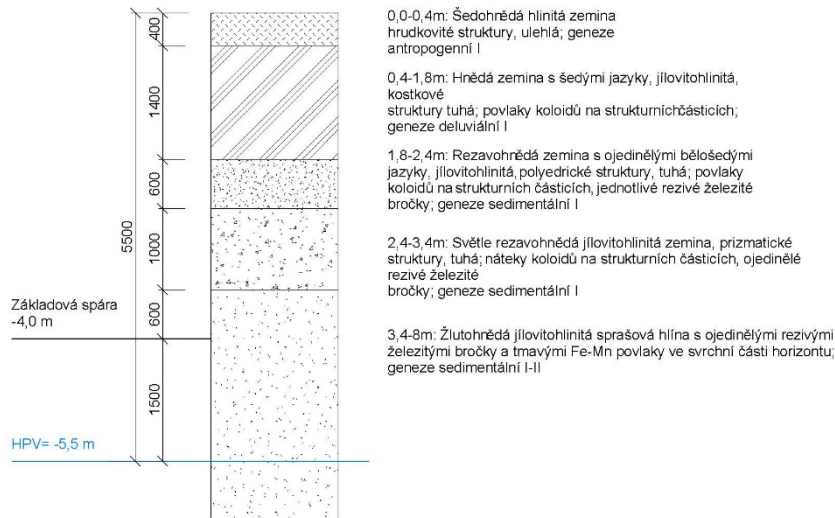 0,0-0,4m: Šedohnědá hlinitá zemina
hrudkovité struktury, ulehlá; geneze
antropogenní I
0,4-1,8m: Hnědá zemina s šedými jazyky, jílovitohlinitá,
kostkové
struktury tuhá; povlaky koloidů na strukturníchčásticích;
geneze deluviální I
1,8-2,4m: Rezavohnědá zemina s ojedinělými bělošedými
jazyky, jílovitohlinitá, polyedrické struktury, tuhá; povlaky
koloidů na strukturních částicích, jednotlivé rezivé železité
bročky; geneze sedimentální I
2,4-3,4m: Světle rezavohnědá jílovitohlinitá zemina, prizmatické
struktury, tuhá; náteky koloidů na strukturních částicích, ojedinělé
rezivé železité
bročky; geneze sedimentální I
3,4-8m: Žlutohnědá jílovitohlinitá sprašová hlína s ojedinělými rezivými
železitými bročky a tmavými Fe-Mn povlaky ve svrchní části horizontu;
geneze sedimentální I-II
400
1400
600
1000
600
1500
5500
Základová spára
-4,0 m
HPV= -5,5 m